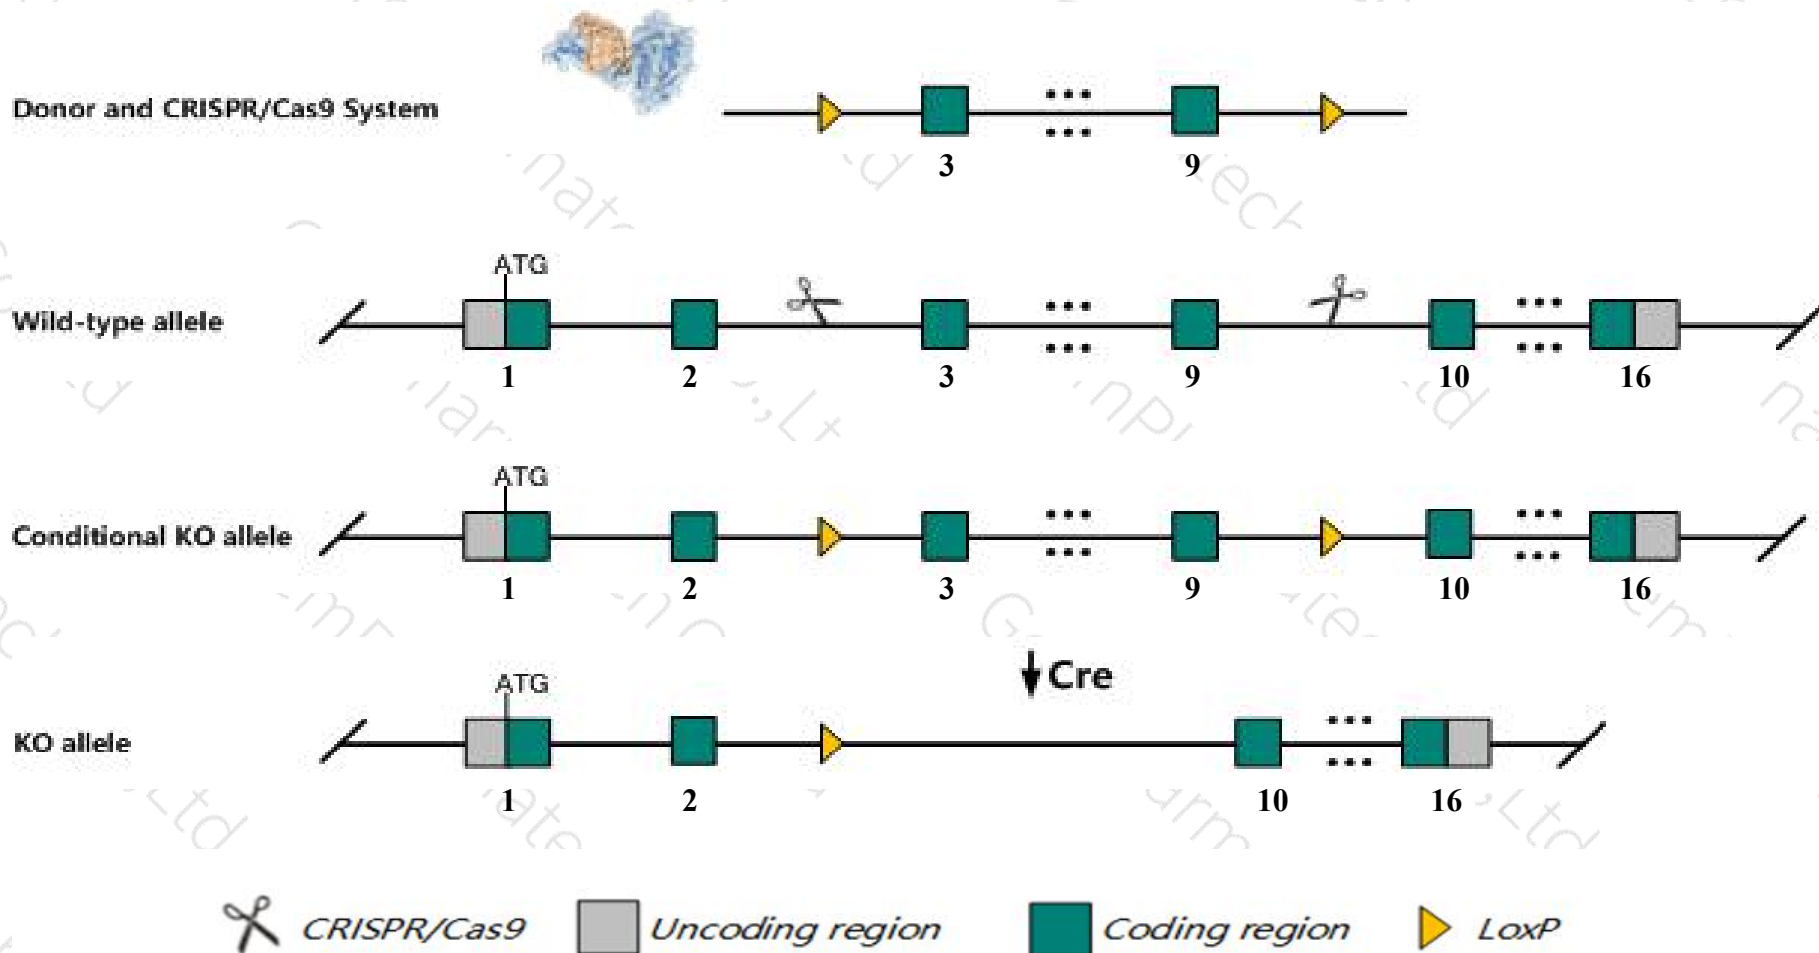 Donor and CRISPR/Cas9 System
3 9
ATG
Wild-type allele
1 2 3 9 10 16
ATG
Conditional KO allele
1 2 3 9 10 16
Cre
ATG
KO allele
1 2 10 16
CRISPR/Cas9 Uncoding region Coding region LoxP